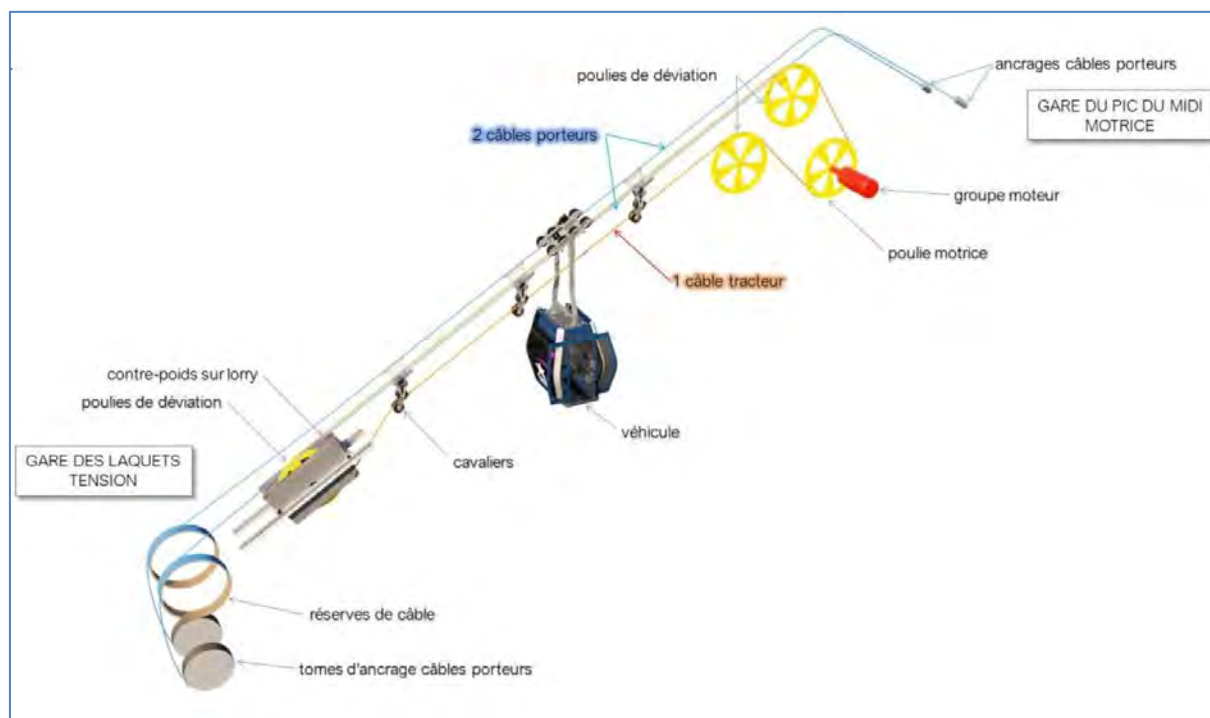 poulies de déviation
ancrages câbles porteurs
GARE DU PIC DU MIDI
MOTRICE
2 câbles porteurs
groupe moteur
poulie motrice
1 câble tracteur
contre-poids sur lorry
poulies de déviation
véhicule
GARE DES LAQUETS
TENSION
cavaliers
réserves de câble
tomes d'ancrage câbles porteurs